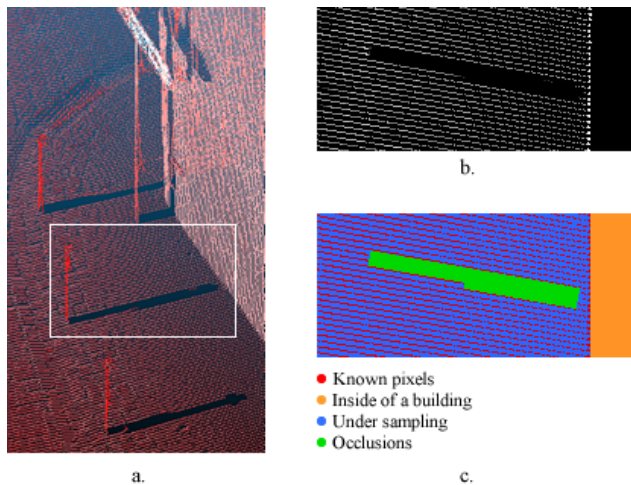 b.
Known pixels
Inside of a building
Under sampling
Occlusions
a.
c.